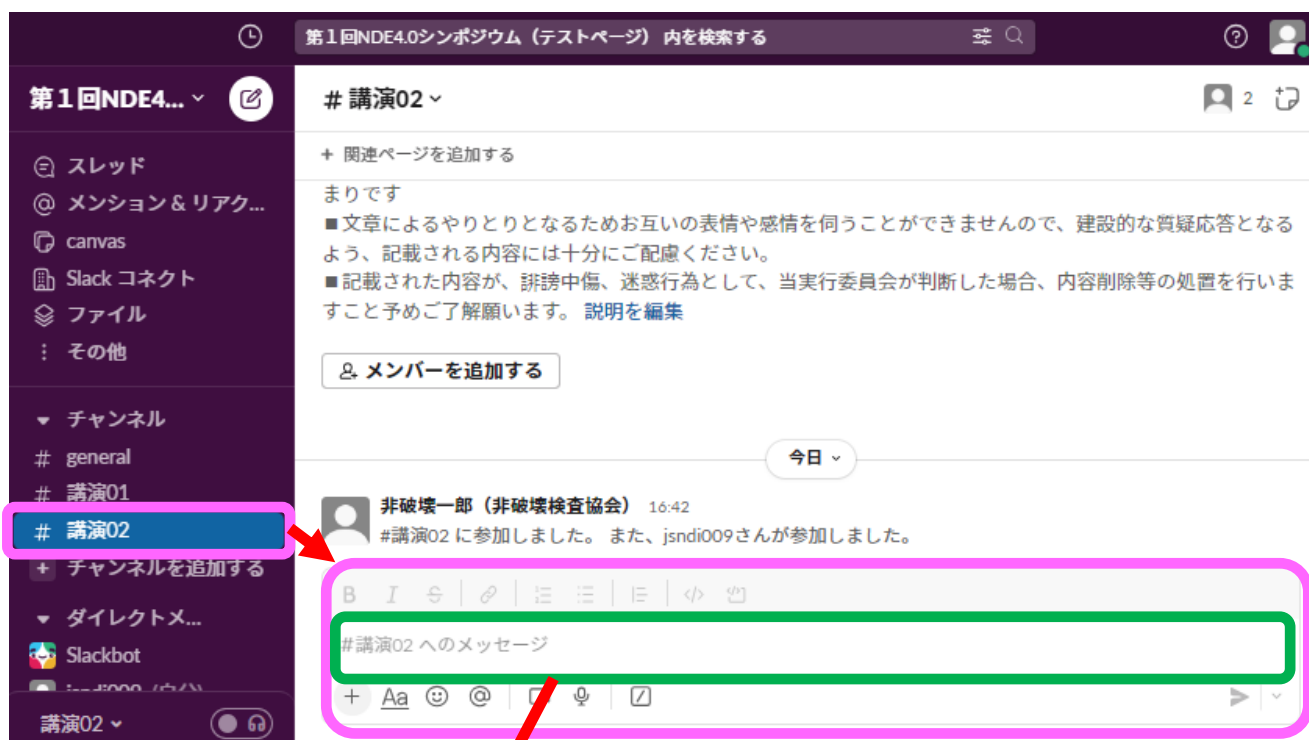 第１回NDE4.0シンポジウム（テストページ）内を検索する
第１回NDE4...
スレッド
メンション & リアク...
canvas
Slack コネクト
ファイル
その他
チャンネル
# general
# 講演01
# 講演02
+ チャンネルを追加する
ダイレクトメ...
Slackbot
講演02
# 講演02
2
+ 関連ページを追加する
まりです
■文章によるやりとりとなるためお互いの表情や感情を伺うことができませんので、建設的な質疑応答となる
よう、記載される内容には十分にご配慮ください。
■記載された内容が、誹謗中傷、迷惑行為として、当実行委員会が判断した場合、内容削除等の処置を行いま
すこと予めご了解願います。 説明を編集
メンバーを追加する
今日
非破壊一郎（非破壊検査協会） 16:42
#講演02 に参加しました。 また、jsndi009さんが参加しました。
B I S
#講演02 へのメッセージ
+ Aa @